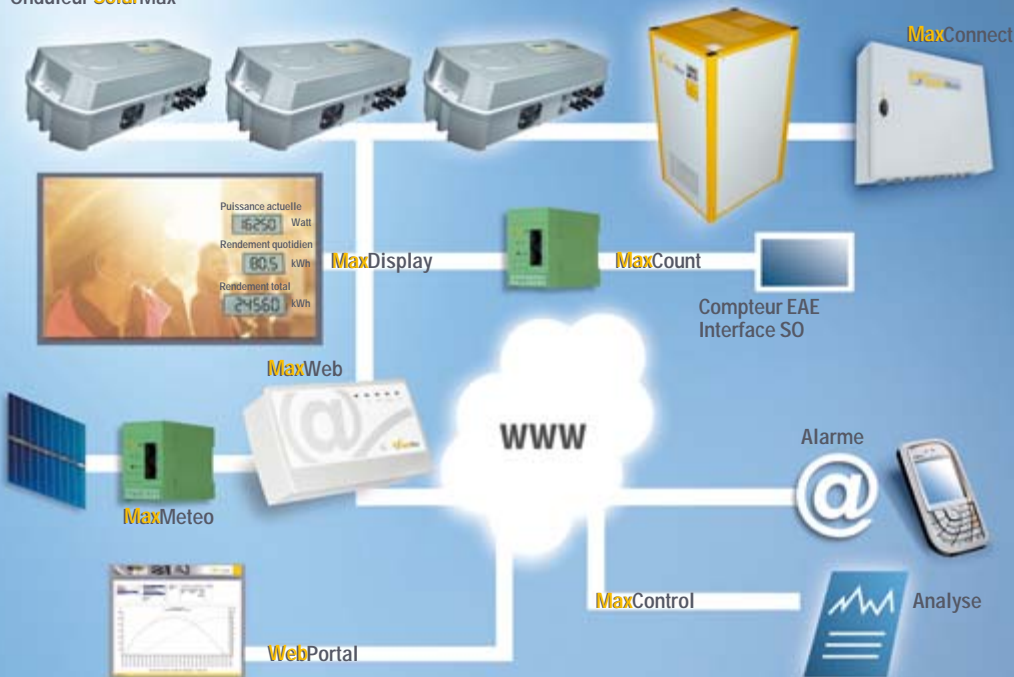 Onduleur SolarMax
MaxConnect
Puissance actuelle
16250 Watt
Rendement quotidien
80.5 kWh
Rendement total
24560 kWh
MaxDisplay
MaxCount
Compteur EAE
Interface SO
MaxWeb
@
www
Alarme
@
MaxMeteo
MaxControl
Analyse
WebPortal